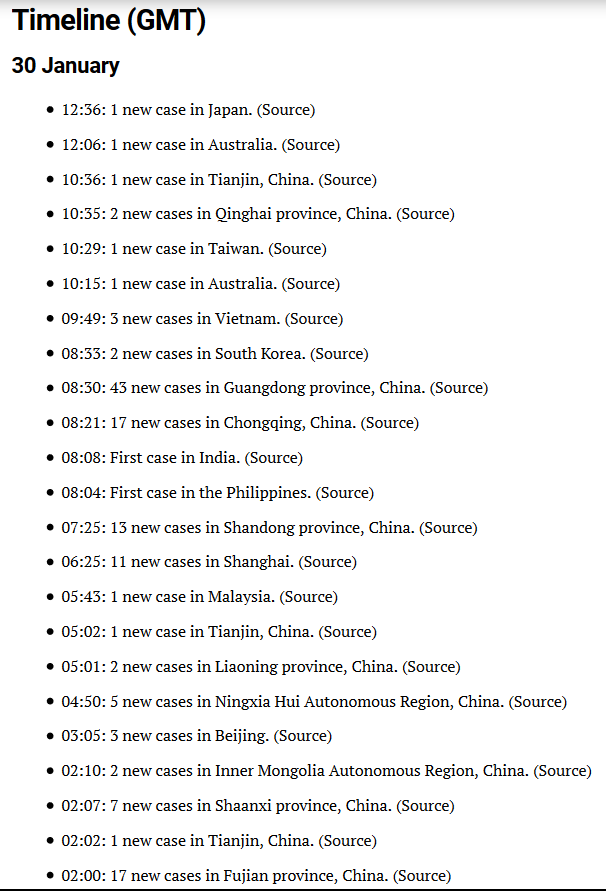 Timeline (GMT)
30 January
• 12:36: 1 new case in Japan. (Source)
• 12:06: 1 new case in Australia. (Source)
• 10:36: 1 new case in Tianjin, China. (Source)
• 10:35: 2 new cases in Qinghai province, China. (Source)
• 10:29: 1 new case in Taiwan. (Source)
• 10:15: 1 new case in Australia. (Source)
• 09:49: 3 new cases in Vietnam. (Source)
• 08:33: 2 new cases in South Korea. (Source)
• 08:30: 43 new cases in Guangdong province, China. (Source)
• 08:21: 17 new cases in Chongqing, China. (Source)
• 08:08: First case in India. (Source)
• 08:04: First case in the Philippines. (Source)
• 07:25: 13 new cases in Shandong province, China. (Source)
• 06:25: 11 new cases in Shanghai. (Source)
• 05:43: 1 new case in Malaysia. (Source)
• 05:02: 1 new case in Tianjin, China. (Source)
• 05:01: 2 new cases in Liaoning province, China. (Source)
• 04:50: 5 new cases in Ningxia Hui Autonomous Region, China. (Source)
• 03:05: 3 new cases in Beijing. (Source)
• 02:10: 2 new cases in Inner Mongolia Autonomous Region, China. (Source)
• 02:07: 7 new cases in Shaanxi province, China. (Source)
• 02:02: 1 new case in Tianjin, China. (Source)
• 02:00: 17 new cases in Fujian province, China. (Source)